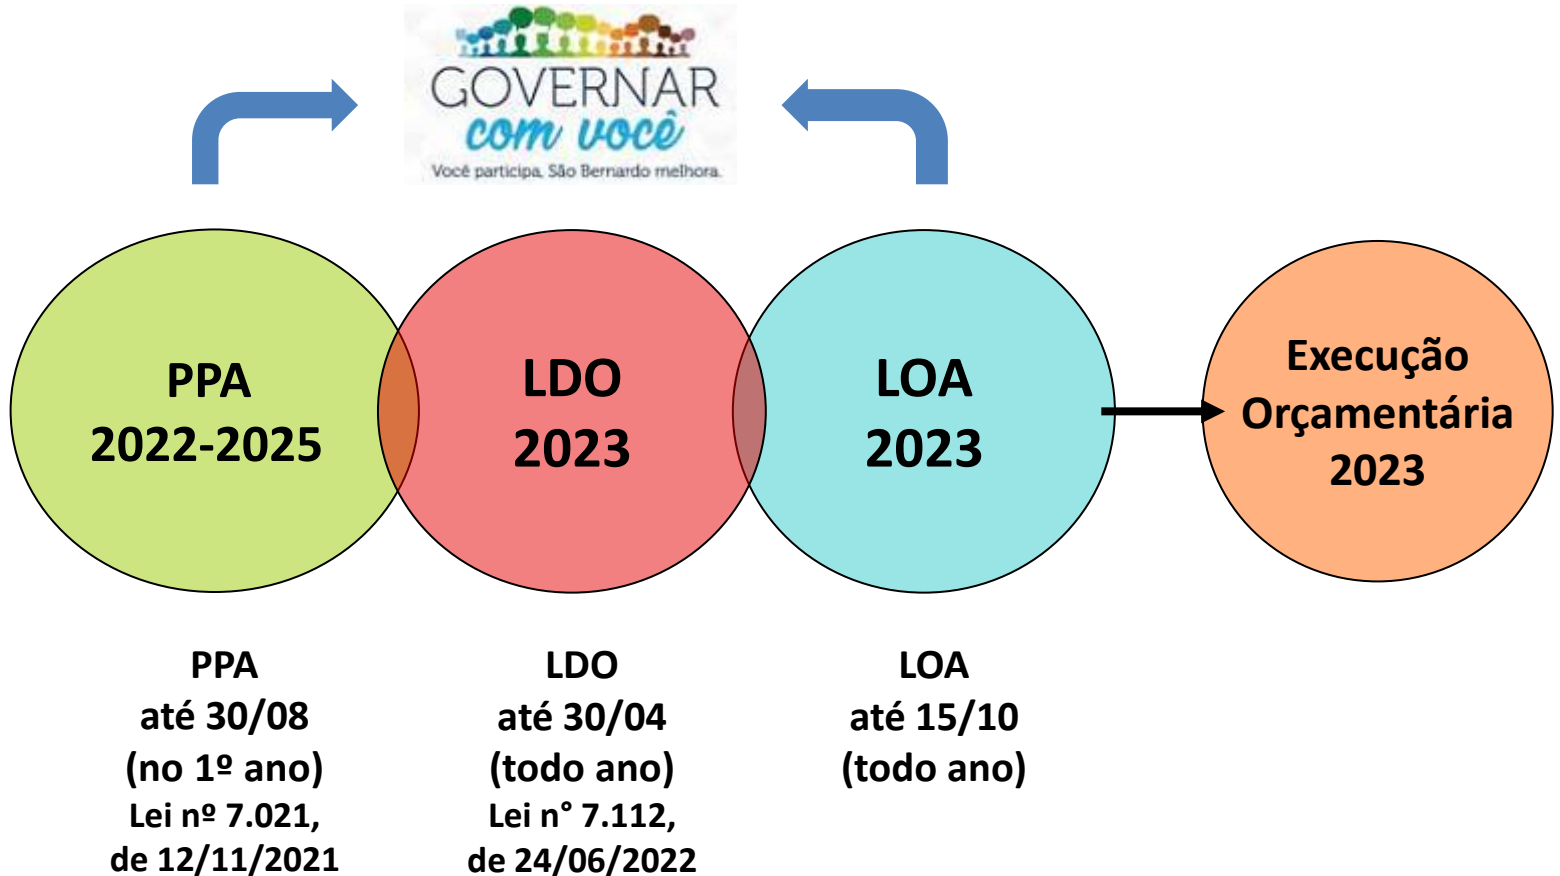 GOVERNAR
com você
Você participa, São Bernardo melhora.
PPA
2022-2025
LDO
2023
LOA
2023
Execução
Orçamentária
2023
PPA
até 30/08
(no 1º ano)
Lei nº 7.021,
de 12/11/2021
LDO
até 30/04
(todo ano)
Lei n° 7.112,
de 24/06/2022
LOA
até 15/10
(todo ano)